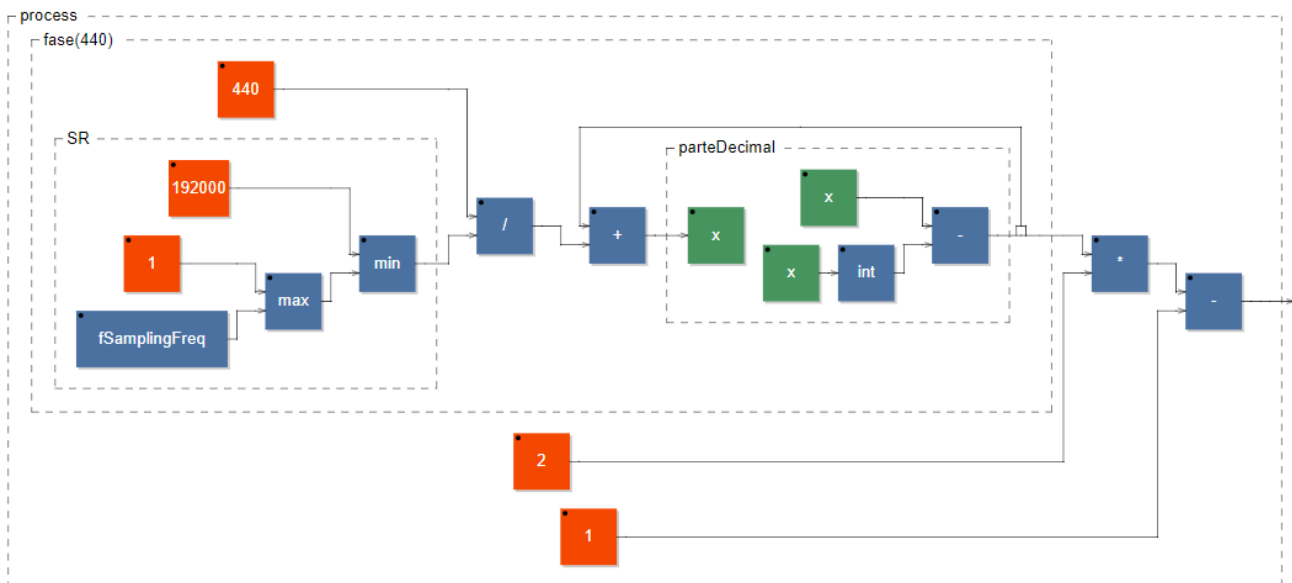 process
fase(440)
440
SR
parteDecimal
192000
x
/
+
x
-
1
min
x
int
*
max
-
fSamplingFreq
2
1